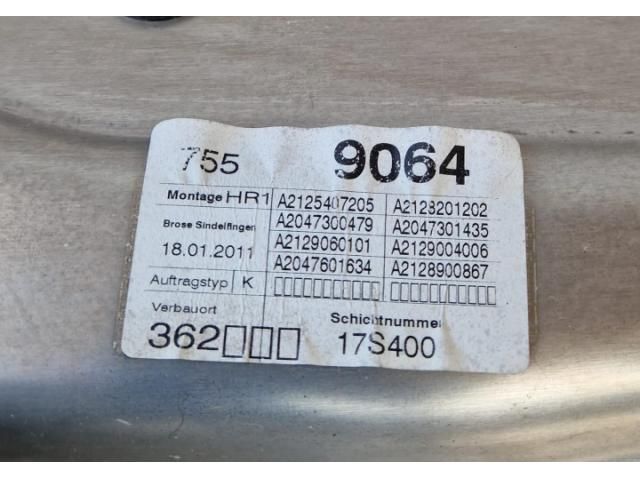 755 9064
Montage HR1 A2125407205 A2128201202
A2047300479 A2047301435
Brose Sindelfingen
A2129060101 A2129004006
18.01.2011
A2047601634 A2128900867
Auftragstyp K
Verbauort Schichtnummer
362 17S400